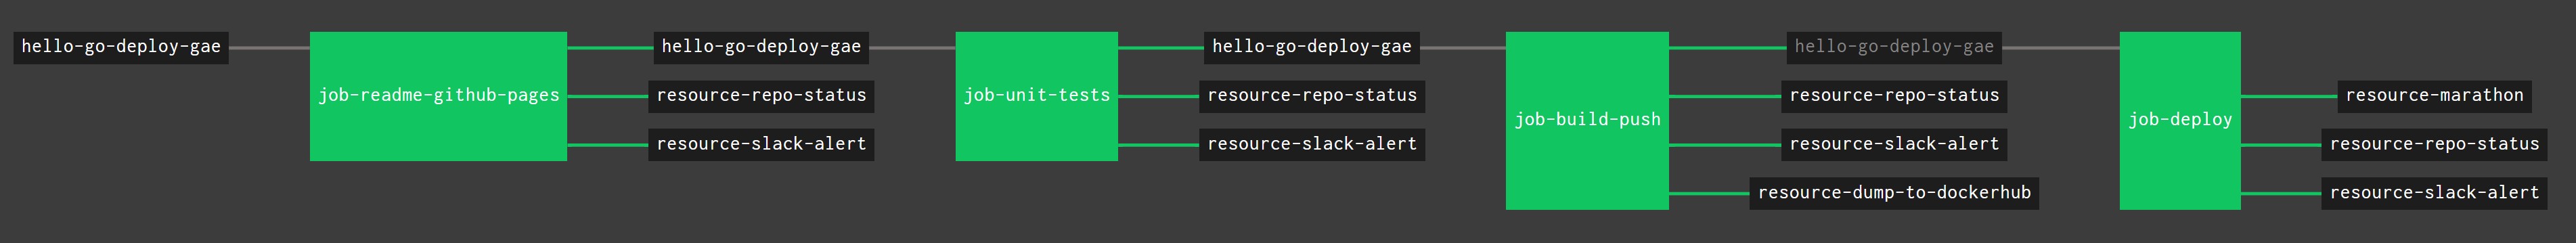 hello-go-deploy-gae
job-readme-github-pages
hello-go-deploy-gae
resource-repo-status
resource-slack-alert
job-unit-tests
hello-go-deploy-gae
resource-repo-status
resource-slack-alert
job-build-push
hello-go-deploy-gae
resource-repo-status
resource-slack-alert
resource-dump-to-dockerhub
job-deploy
resource-marathon
resource-repo-status
resource-slack-alert